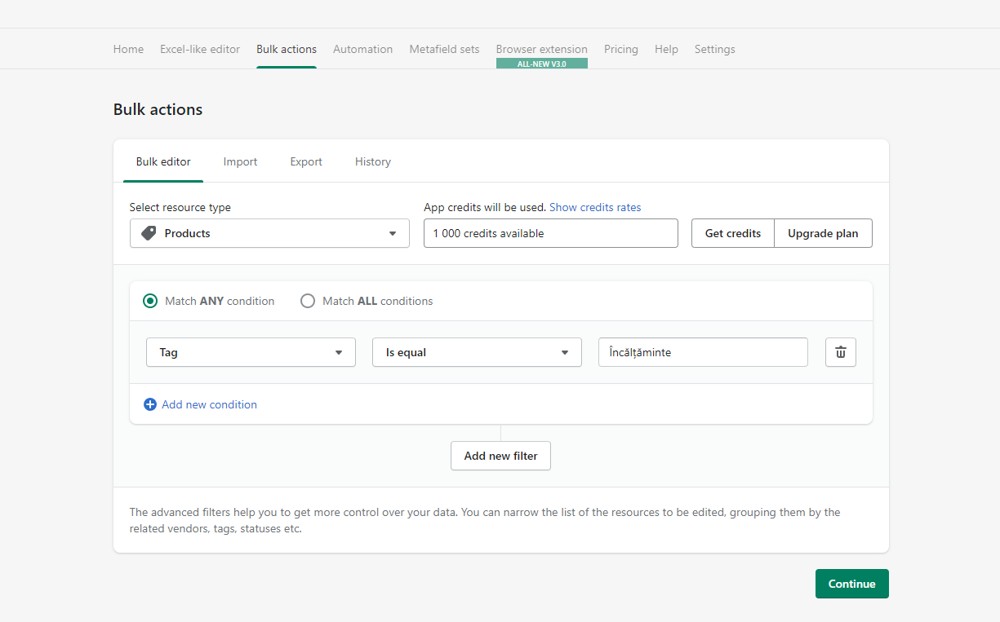 Home Excel-like editor Bulk actions Automation Metafield sets Browser extension Pricing Help Settings
ALL-NEW V3.0
Bulk actions
Bulk editor Import Export History
Select resource type App credits will be used. Show credits rates
Products 1 000 credits available Get credits Upgrade plan
Match ANY condition Match ALL conditions
Tag Is equal Încălțăminte
Add new condition
Add new filter
The advanced filters help you to get more control over your data. You can narrow the list of the resources to be edited, grouping them by the
related vendors, tags, statuses etc.
Continue